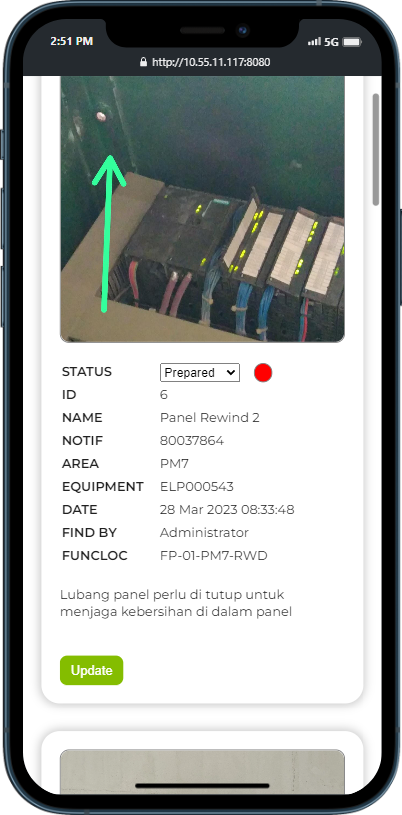 2:51 PM 5G
http://10.55.11.117:8080
STATUS Prepared
ID 6
NAME Panel Rewind 2
NOTIF 80037864
AREA PM7
EQUIPMENT ELP000543
DATE 28 Mar 2023 08:33:48
FIND BY Administrator
FUNCLOC FP-01-PM7-RWD
Lubang panel perlu di tutup untuk
menjaga kebersihan di dalam panel
Update